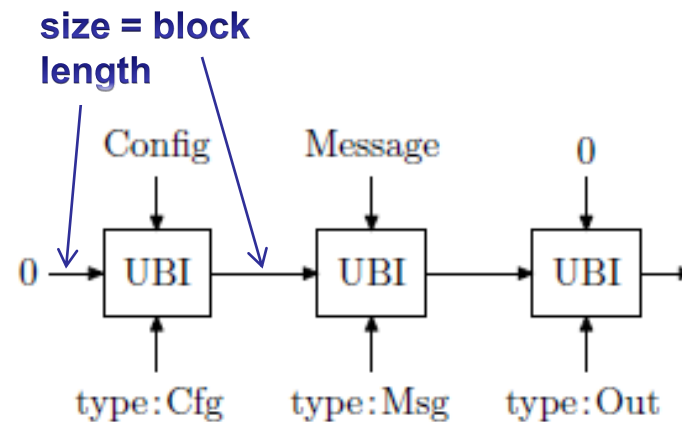 size = block
length
Config Message 0
0 UBI UBI UBI
type:Cfg type:Msg type:Out